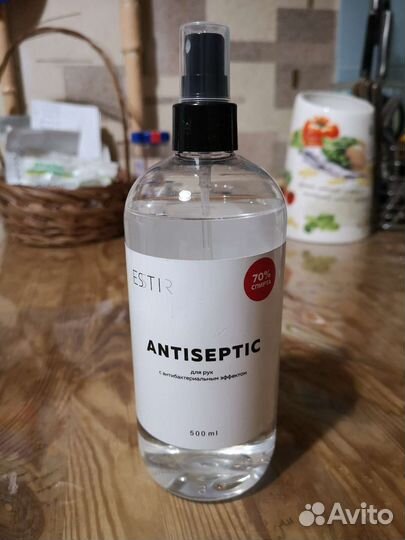 ESTIR
70%
СПИРТА
ANTISEPTIC
для рук
с антибактериальным эффектом
500 ml
Avito